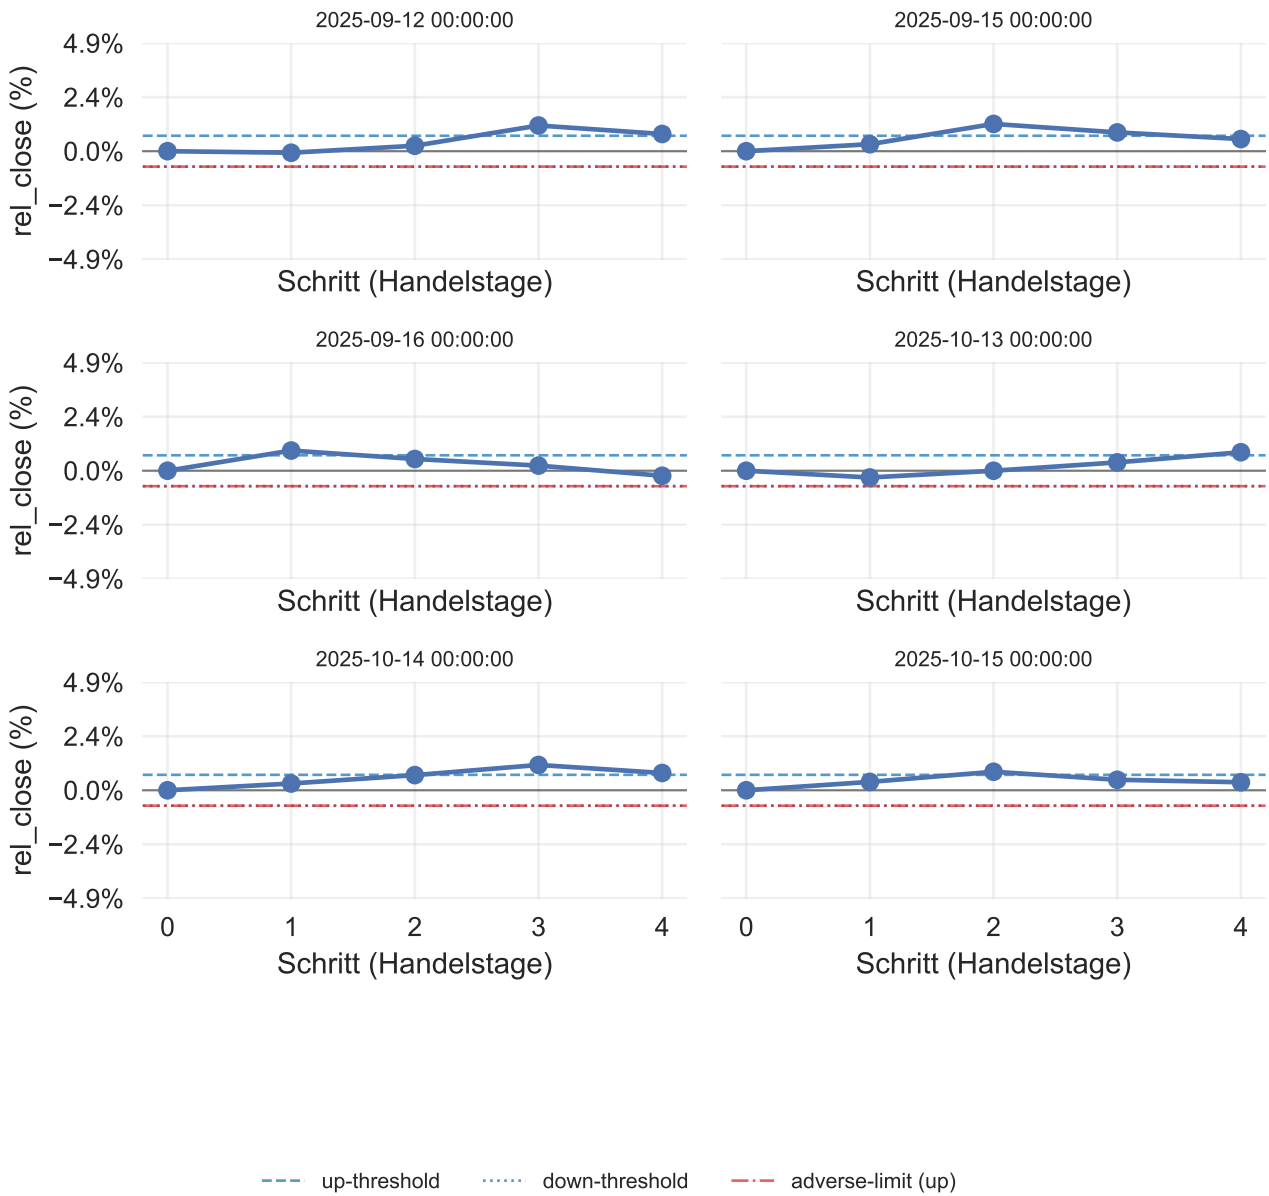 2025-09-12 00:00:00
2025-09-15 00:00:00
4.9%
2.4%
0.0%
−2.4%
−4.9%
rel_close (%)
Schritt (Handelstage)
Schritt (Handelstage)
2025-09-16 00:00:00
2025-10-13 00:00:00
4.9%
2.4%
0.0%
−2.4%
−4.9%
rel_close (%)
Schritt (Handelstage)
Schritt (Handelstage)
2025-10-14 00:00:00
2025-10-15 00:00:00
4.9%
2.4%
0.0%
−2.4%
−4.9%
rel_close (%)
0 1 2 3 4
0 1 2 3 4
Schritt (Handelstage)
Schritt (Handelstage)
up-threshold
down-threshold
adverse-limit (up)